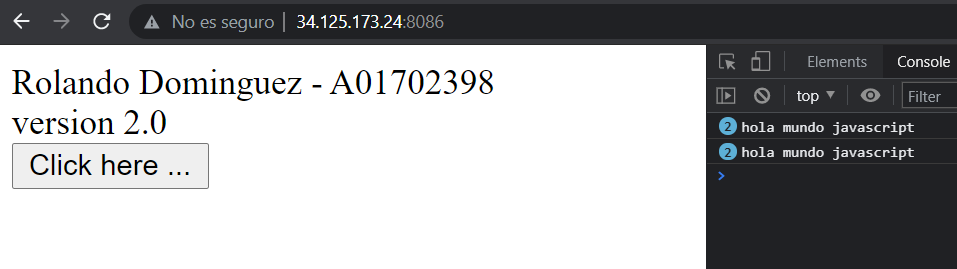 No es seguro | 34.125.173.24:8086
Rolando Dominguez - A01702398
version 2.0
Click here ...
Elements Console
top Filter
2 hola mundo javascript
2 hola mundo javascript